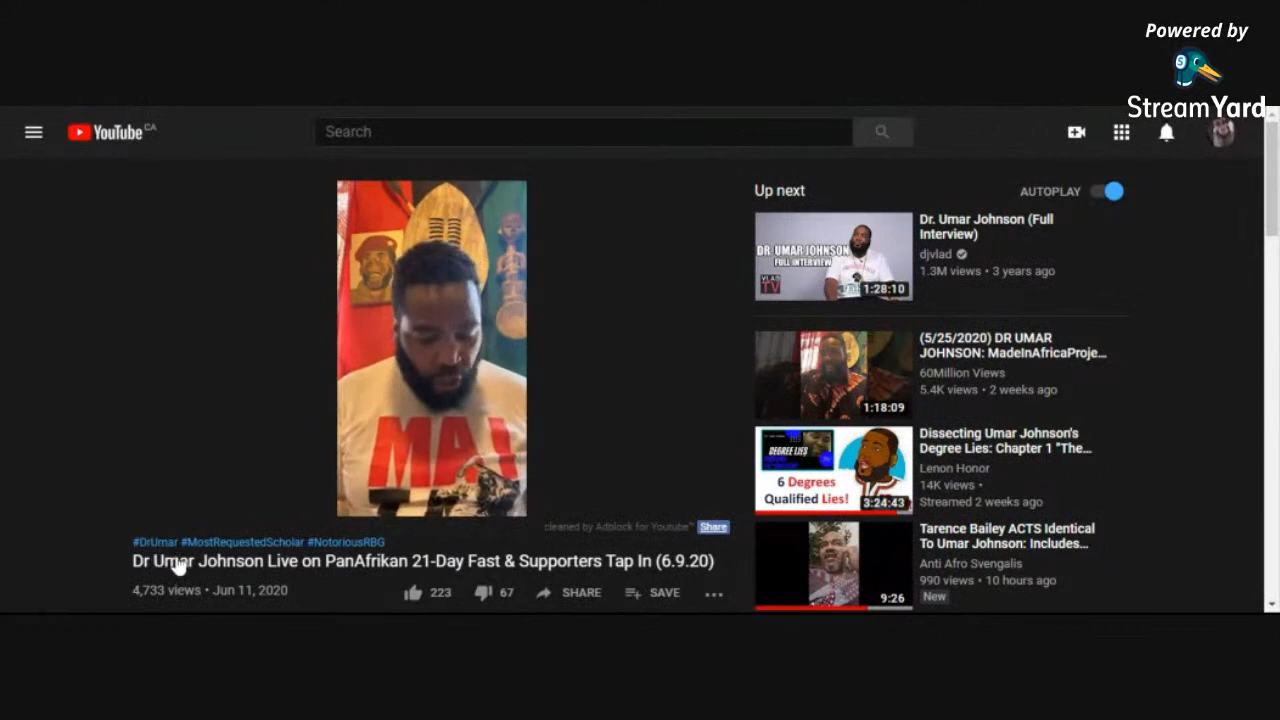 Powered by
StreamYard
YouTube CA
Search
Up next
AUTOPLAY
DR UMAR JOHNSON
FULL INTERVIEW
VLAD
TV
1:28:10
Dr. Umar Johnson (Full
Interview)
djvlad
1.3M views • 3 years ago
1:18:09
(5/25/2020) DR UMAR
JOHNSON: MadeInAfricaProje...
60Million Views
5.4K views • 2 weeks ago
DEGREE LIES
6 Degrees
Qualified Lies!
3:24:43
Dissecting Umar Johnson's
Degree Lies: Chapter 1 "The...
Lenon Honor
14K views •
Streamed 2 weeks ago
9:26
Tarence Bailey ACTS Identical
To Umar Johnson: Includes...
Anti Afro Svengalis
990 views • 10 hours ago
New
cleaned by Adblock for Youtube™
Share
#DrUmar #MostRequestedScholar #NotoriousRBG
Dr Umar Johnson Live on PanAfrikan 21-Day Fast & Supporters Tap In (6.9.20)
4,733 views • Jun 11, 2020
223
67
SHARE
SAVE